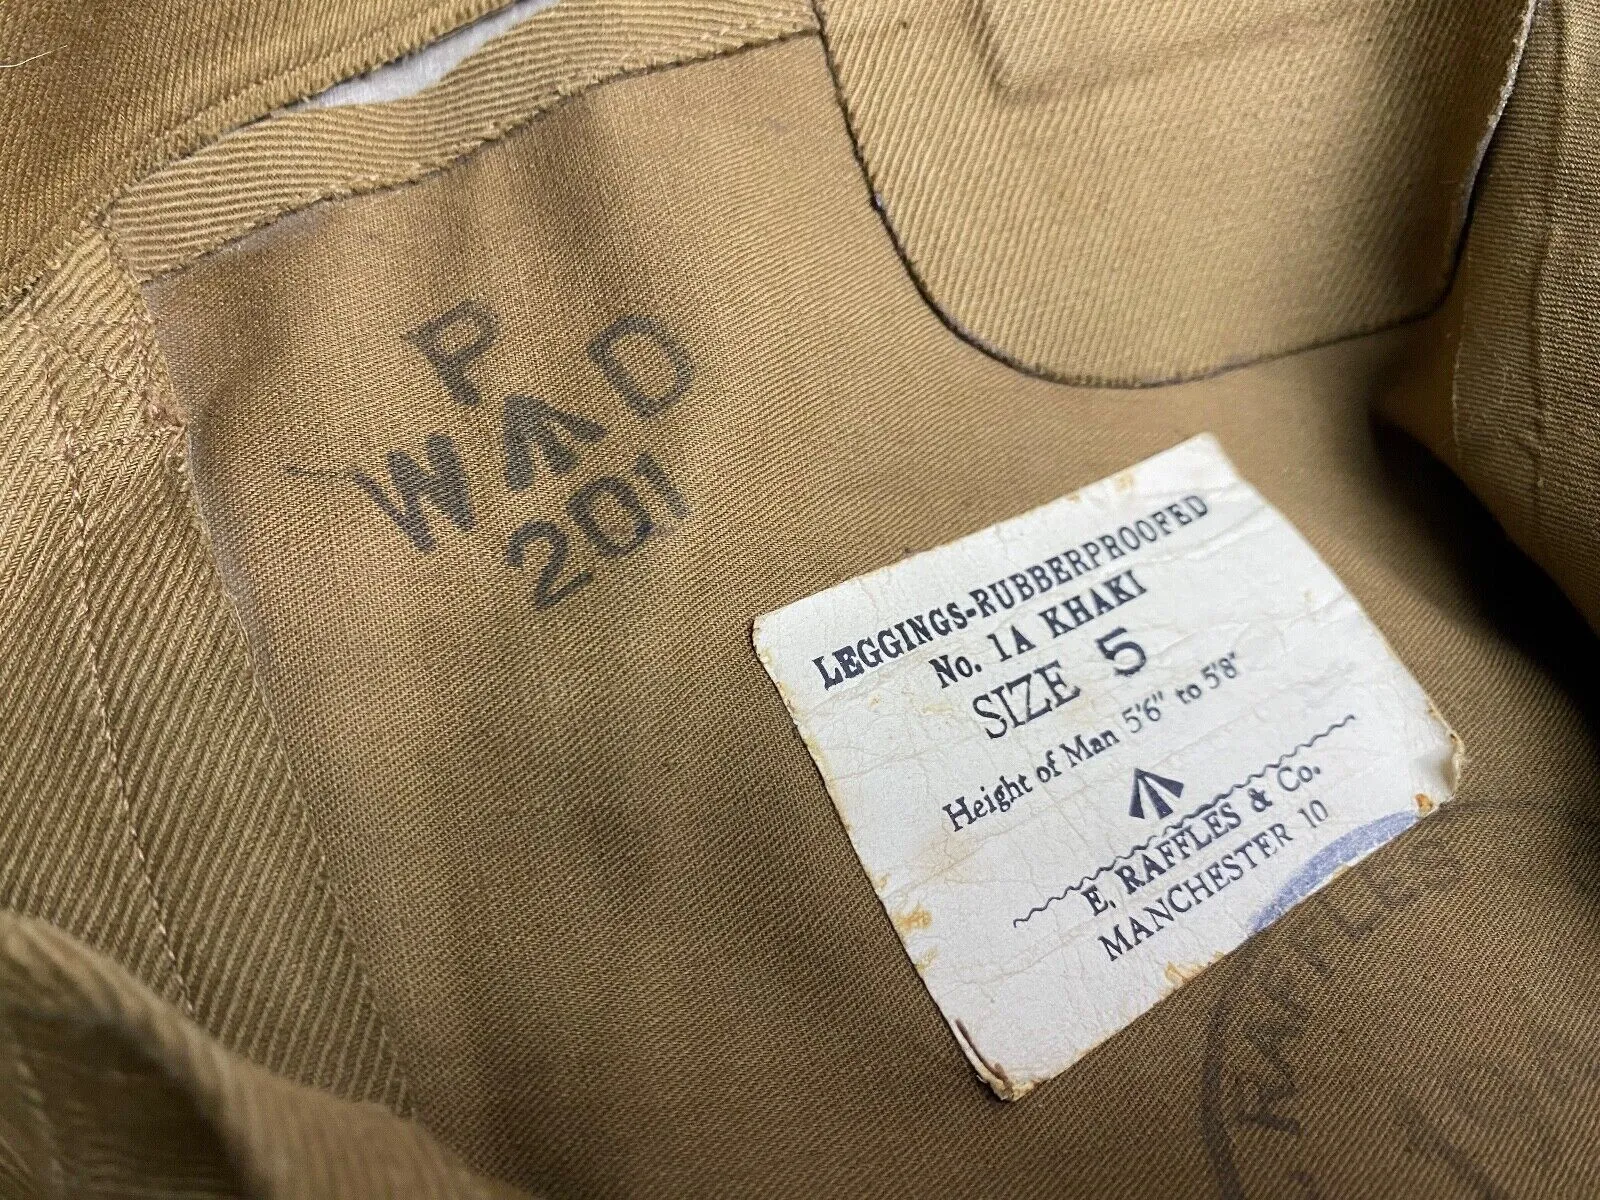 P
W D
201
LEGGINGS-RUBBERPROOFED
No. 1A KHAKI
SIZE 5
Height of Man 5'6" to 5'8"
E. RAFFLES & Co.
MANCHESTER 10
RAFFLES